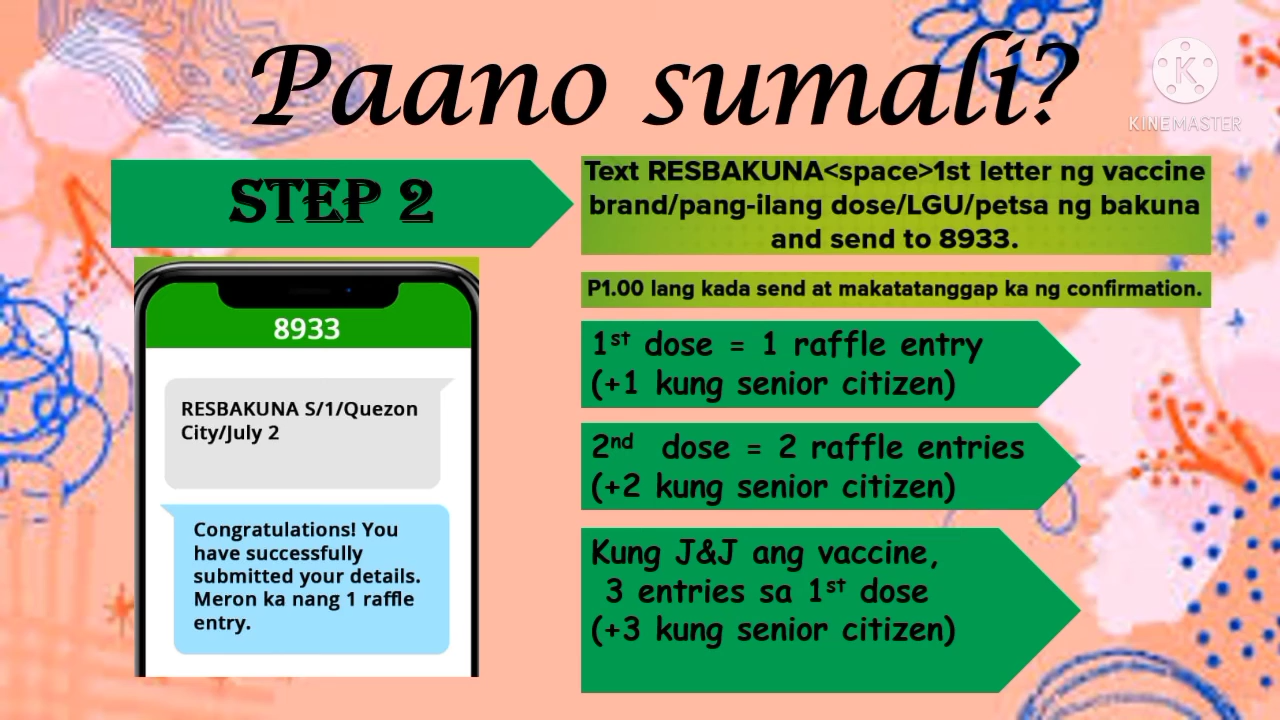 Paano sumali?
KINEMASTER
STEP 2
Text RESBAKUNA<space>1st letter ng vaccine
brand/pang-ilang dose/LGU/petsa ng bakuna
and send to 8933.
P1.00 lang kada send at makatatanggap ka ng confirmation.
8933
RESBAKUNA S/1/Quezon
City/July 2
Congratulations! You
have successfully
submitted your details.
Meron ka nang 1 raffle
entry.
1st dose = 1 raffle entry
(+1 kung senior citizen)
2nd dose = 2 raffle entries
(+2 kung senior citizen)
Kung J&J ang vaccine,
3 entries sa 1st dose
(+3 kung senior citizen)